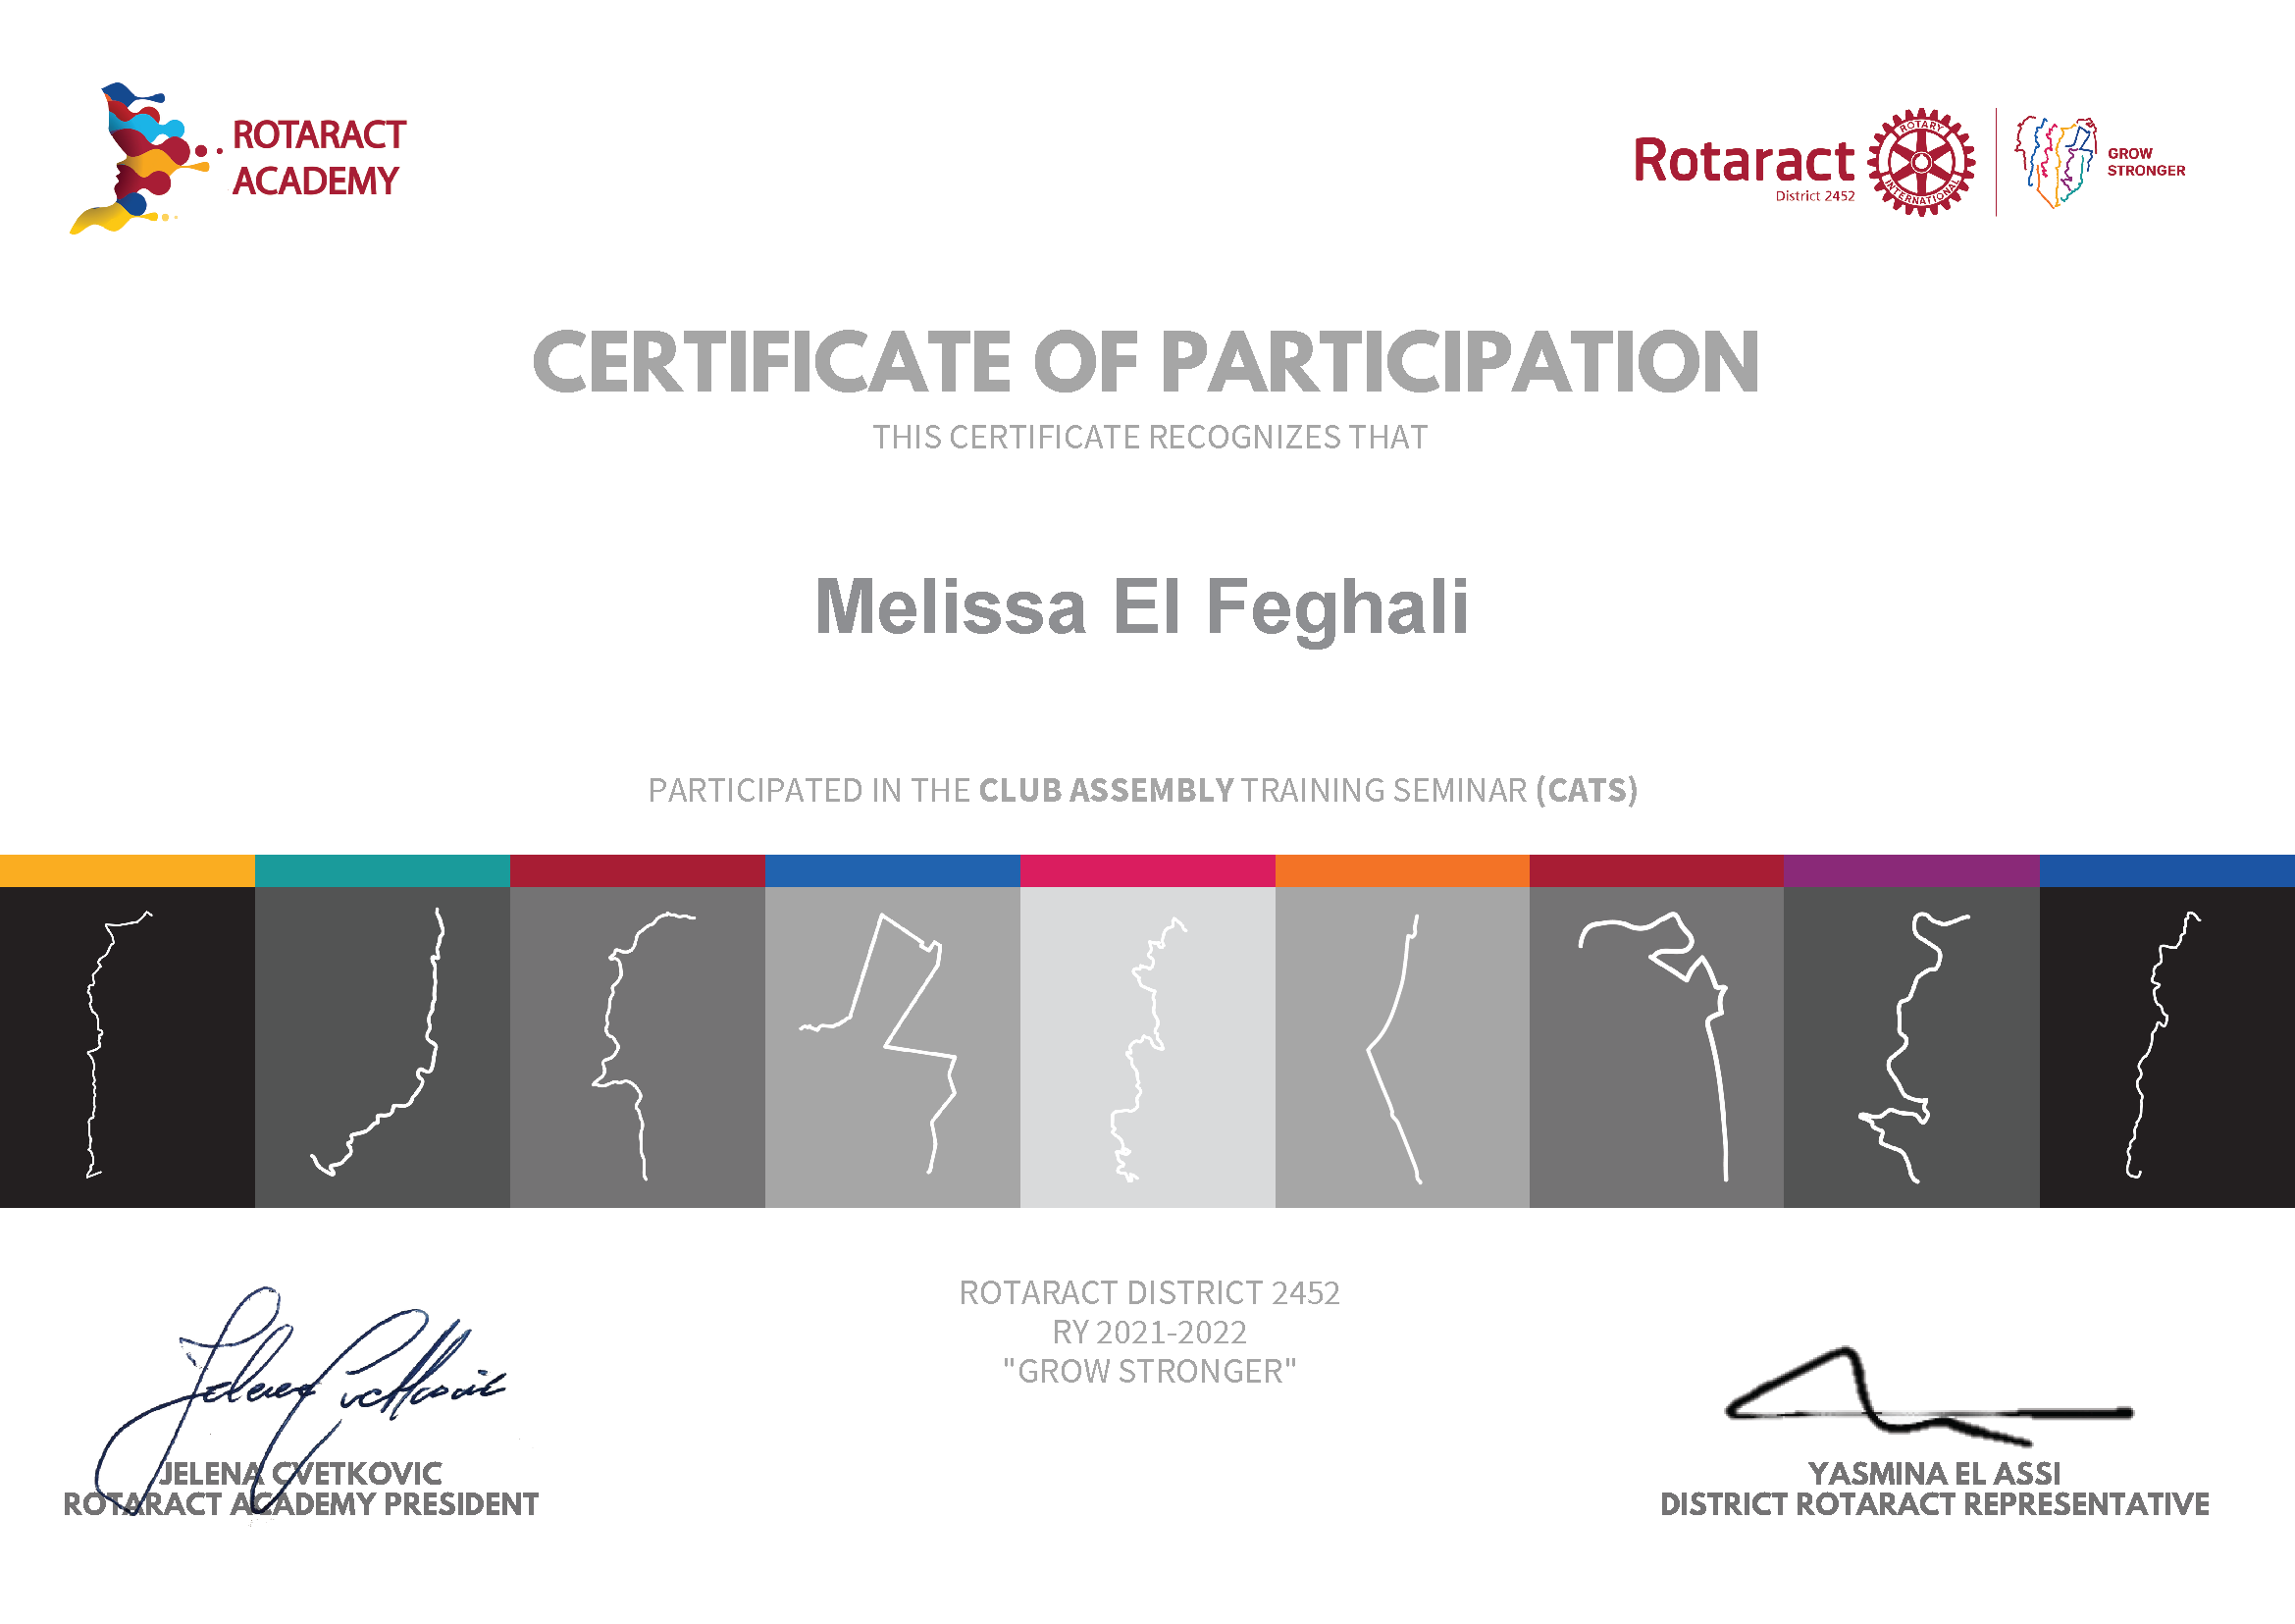 ROTARACT
ACADEMY
Rotaract
District 2452
ROTARY
INTERNATIONAL
GROW
STRONGER
CERTIFICATE OF PARTICIPATION
THIS CERTIFICATE RECOGNIZES THAT
Melissa El Feghali
PARTICIPATED IN THE CLUB ASSEMBLY TRAINING SEMINAR (CATS)
ROTARACT DISTRICT 2452
RY 2021-2022
"GROW STRONGER"
Jelena Cvetkovic
JELENA CVETKOVIC
ROTARACT ACADEMY PRESIDENT
YASMINA EL ASSI
DISTRICT ROTARACT REPRESENTATIVE